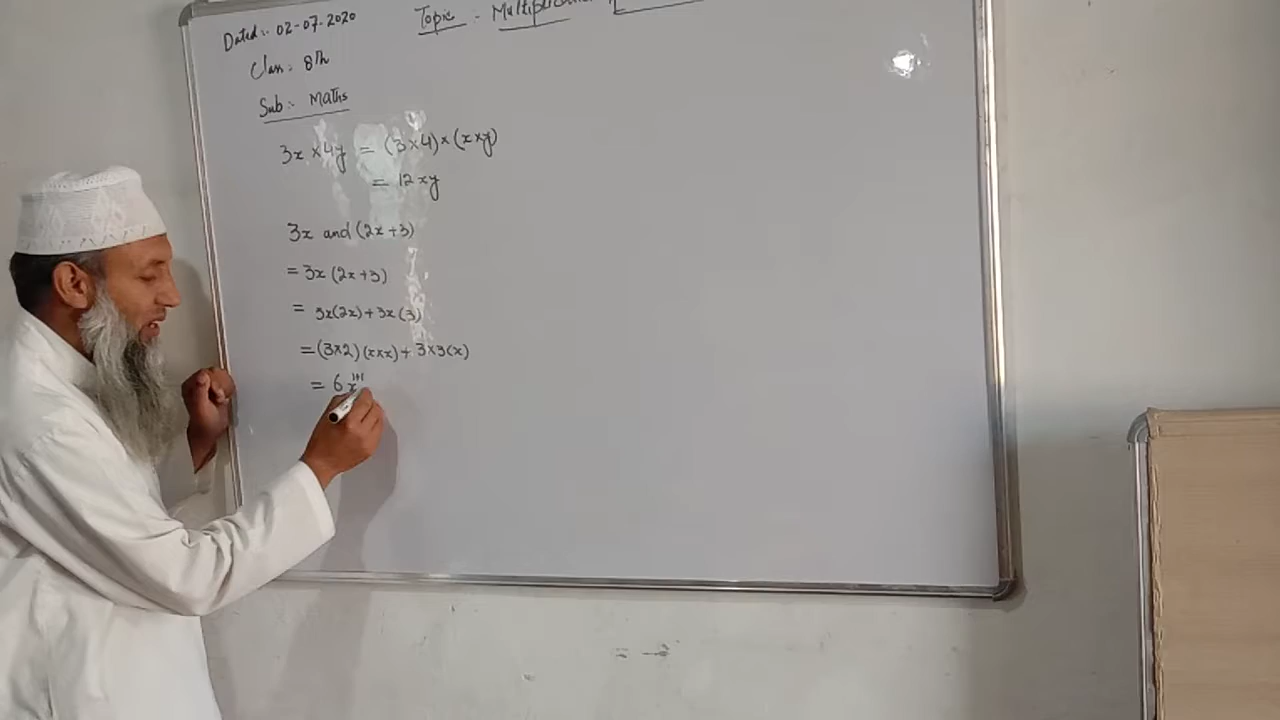 Dated:- 02-07-2020
Topic :-
Class:- 8th
Sub:- Maths
3x × 4y = (3×4)×(x×y)
= 12xy
3x and (2x+3)
= 3x(2x+3)
= 3x(2x)+3x(3)
= (3×2)(x×x)+3×3(x)
= 6x¹⁺¹